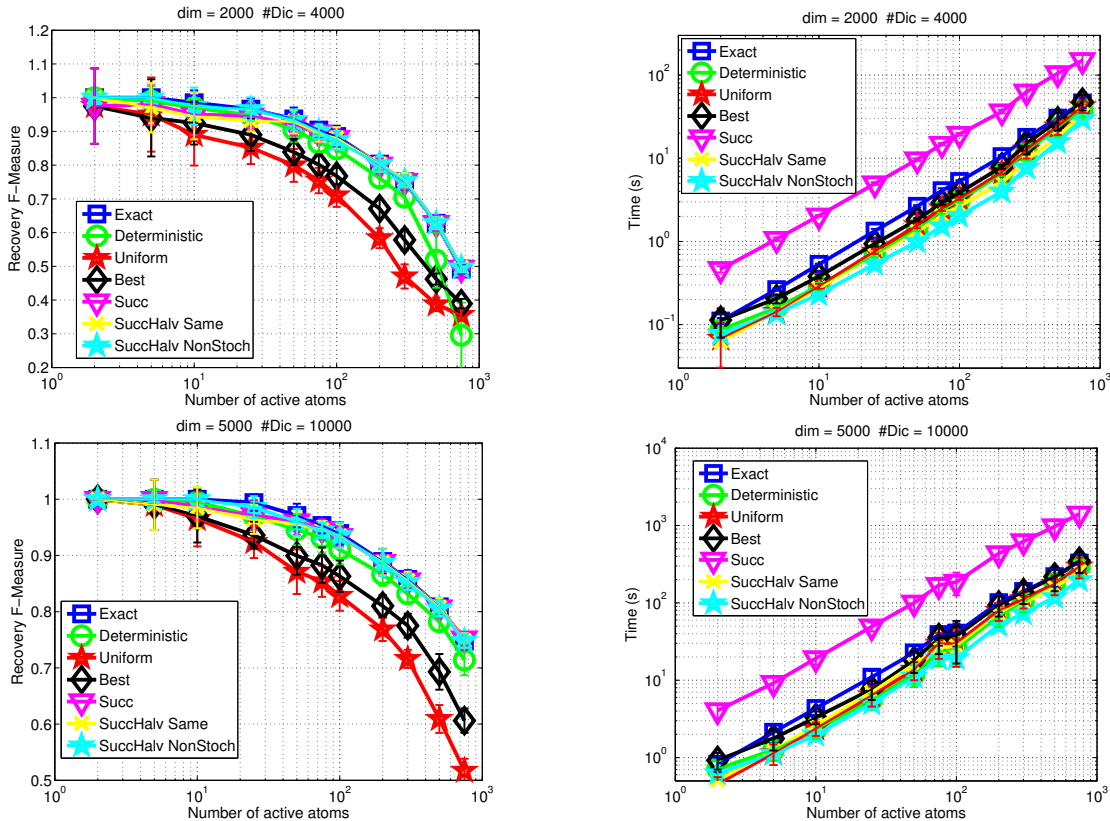 dim = 2000 #Dic = 4000
Recovery F−Measure
1.2
1.1
1
0.9
0.8
0.7
0.6
0.5
0.4
0.3
0.2
Exact
Deterministic
Uniform
Best
Succ
SuccHalv Same
SuccHalv NonStoch
10^0
10^1
10^2
10^3
Number of active atoms
dim = 2000 #Dic = 4000
Time (s)
10^2
10^1
10^0
10^−1
Exact
Deterministic
Uniform
Best
Succ
SuccHalv Same
SuccHalv NonStoch
10^0
10^1
10^2
10^3
Number of active atoms
dim = 5000 #Dic = 10000
Recovery F−Measure
1.1
1
0.9
0.8
0.7
0.6
0.5
Exact
Deterministic
Uniform
Best
Succ
SuccHalv Same
SuccHalv NonStoch
10^0
10^1
10^2
10^3
Number of active atoms
dim = 5000 #Dic = 10000
Time (s)
10^4
10^3
10^2
10^1
10^0
Exact
Deterministic
Uniform
Best
Succ
SuccHalv Same
SuccHalv NonStoch
10^0
10^1
10^2
10^3
Number of active atoms